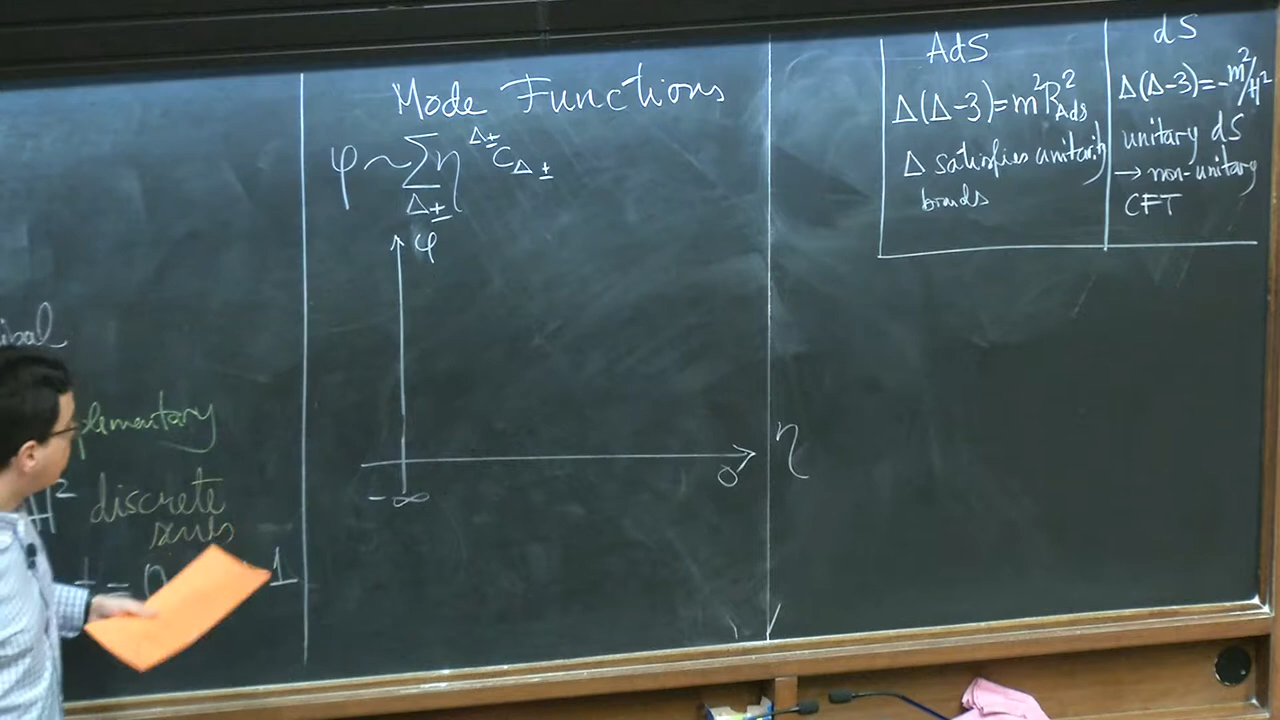 plementary
H² discrete
series
1
Mode Functions
φ ~ Σ η^Δ± C_Δ±
Δ±
φ
η
0
-∞
AdS
Δ(Δ-3)=m²R²_AdS
Δ satisfies unitarity
bounds
dS
Δ(Δ-3)=-m²/H²
unitary dS
→ non-unitary
CFT